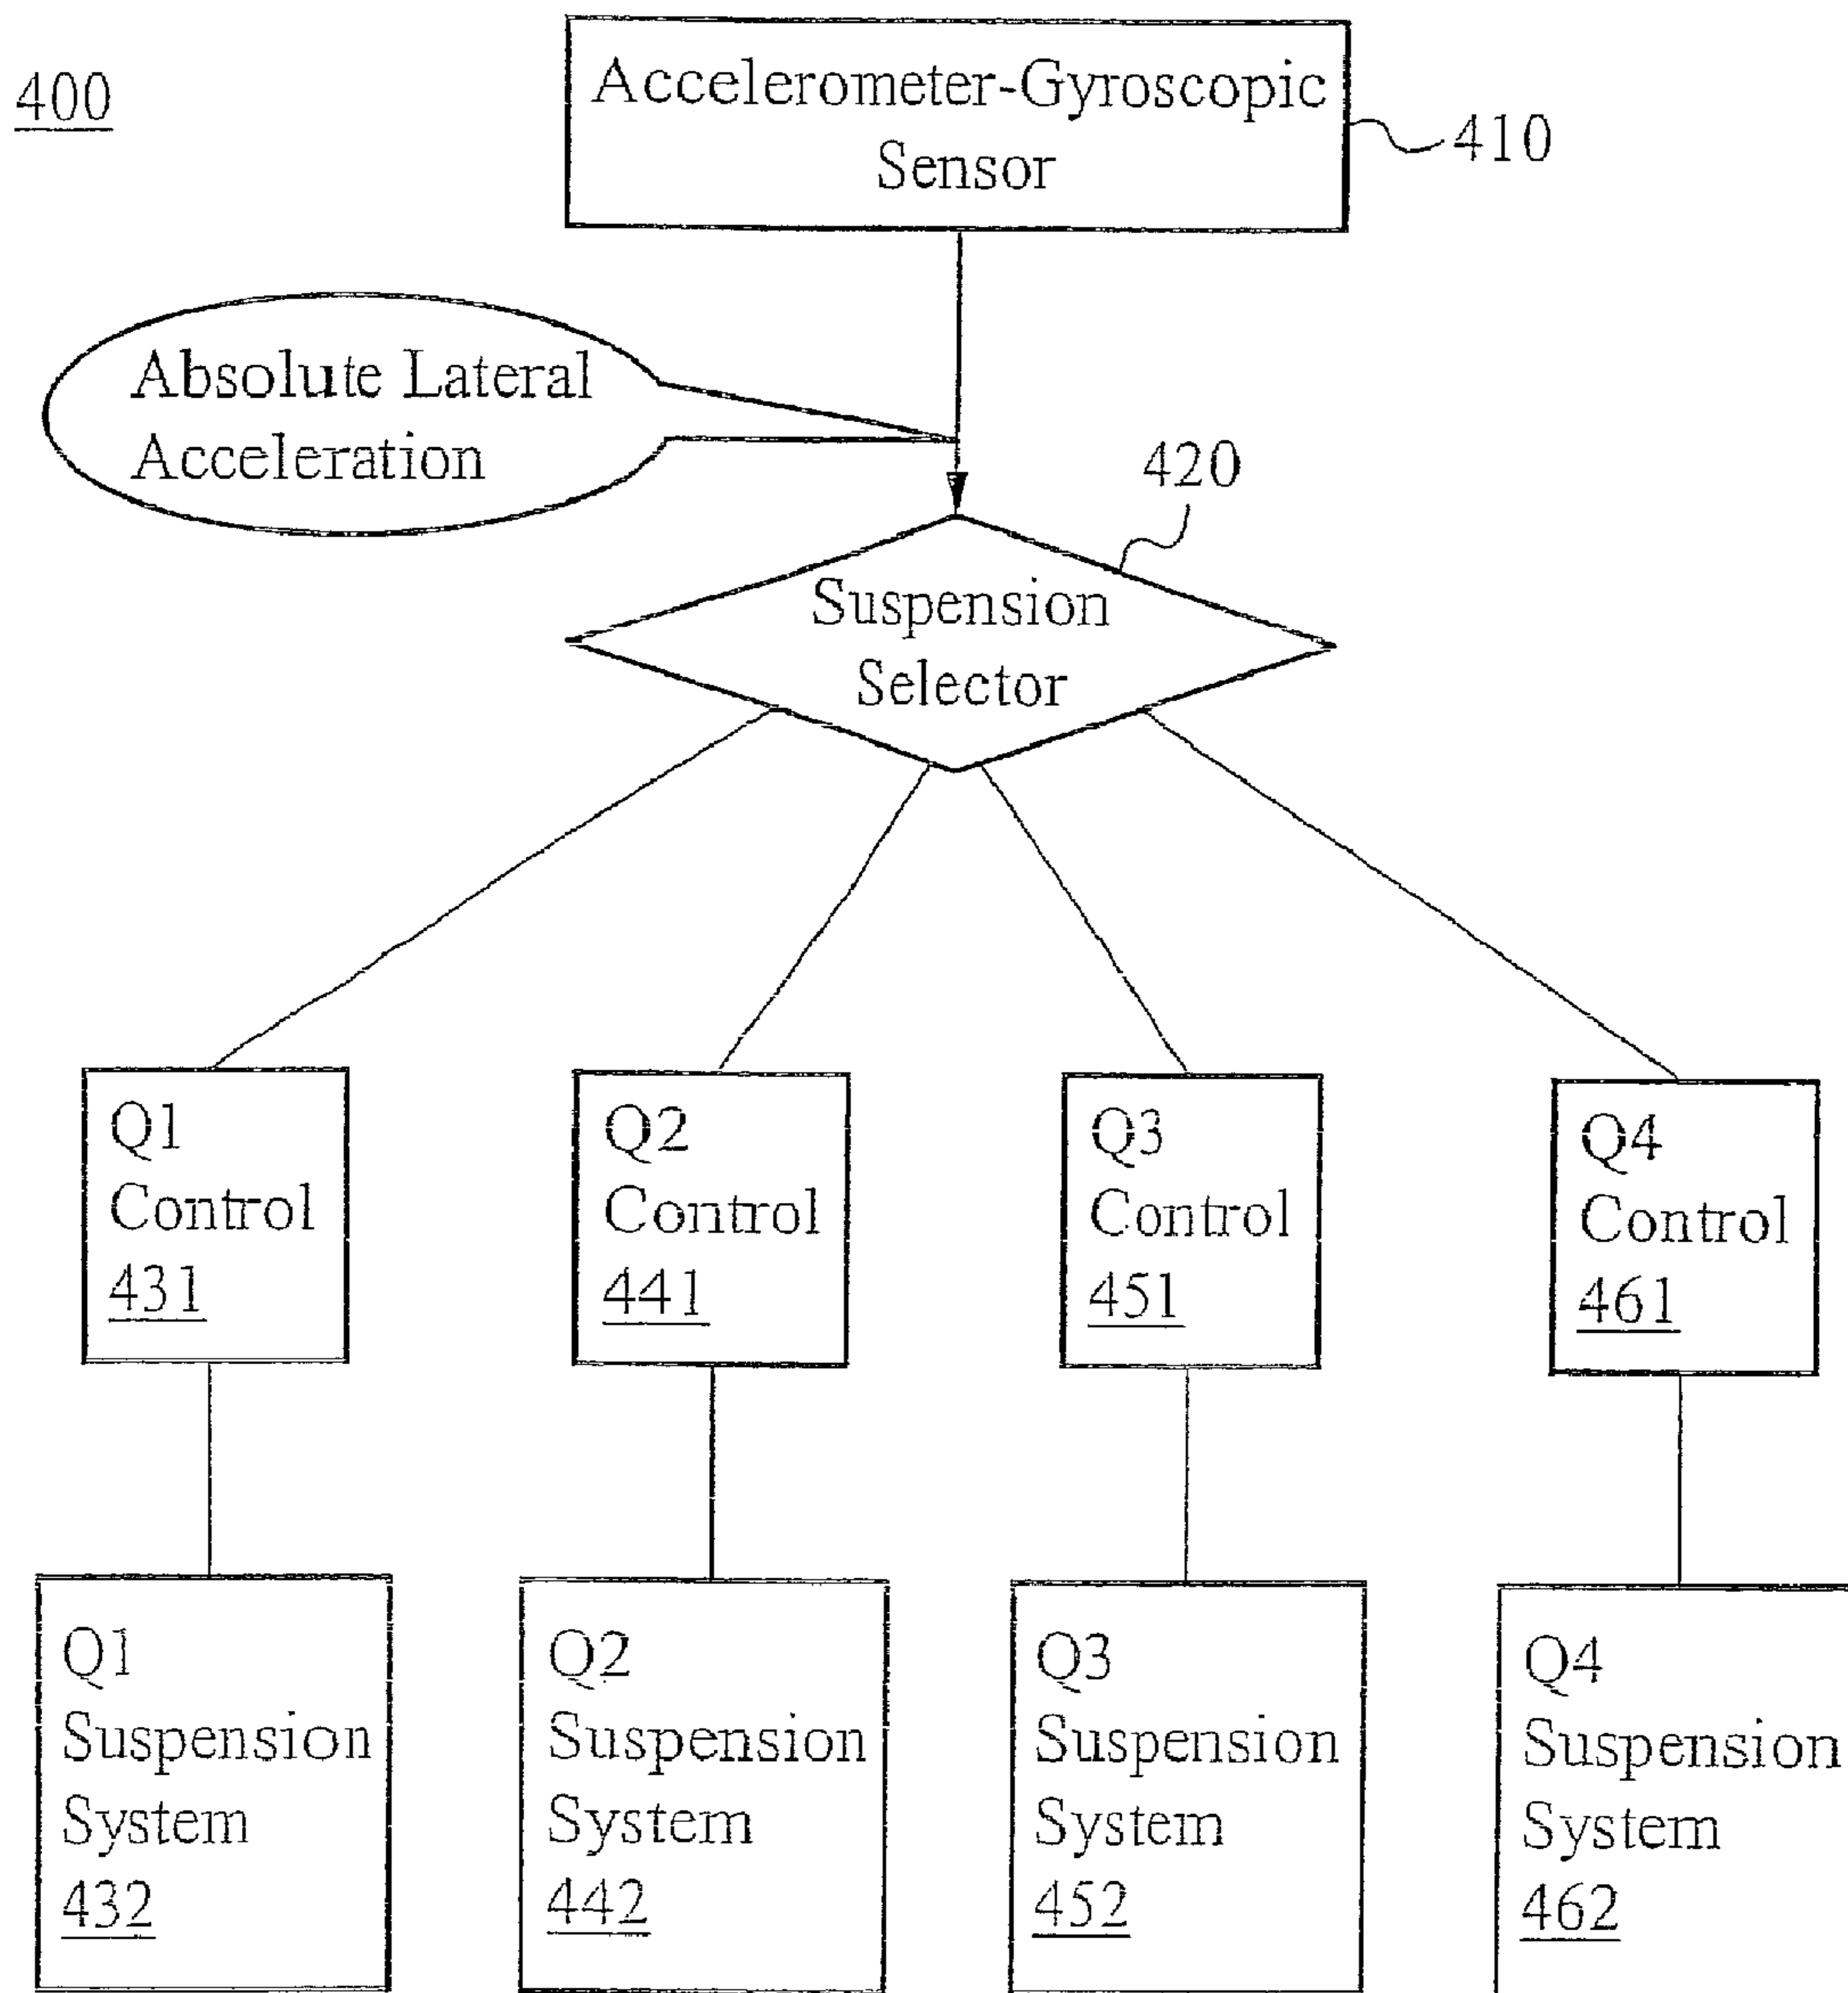 400
Accelerometer-Gyroscopic
Sensor
410
Absolute Lateral
Acceleration
420
Suspension
Selector
Q1
Control
431
Q2
Control
441
Q3
Control
451
Q4
Control
461
Q1
Suspension
System
432
Q2
Suspension
System
442
Q3
Suspension
System
452
Q4
Suspension
System
462